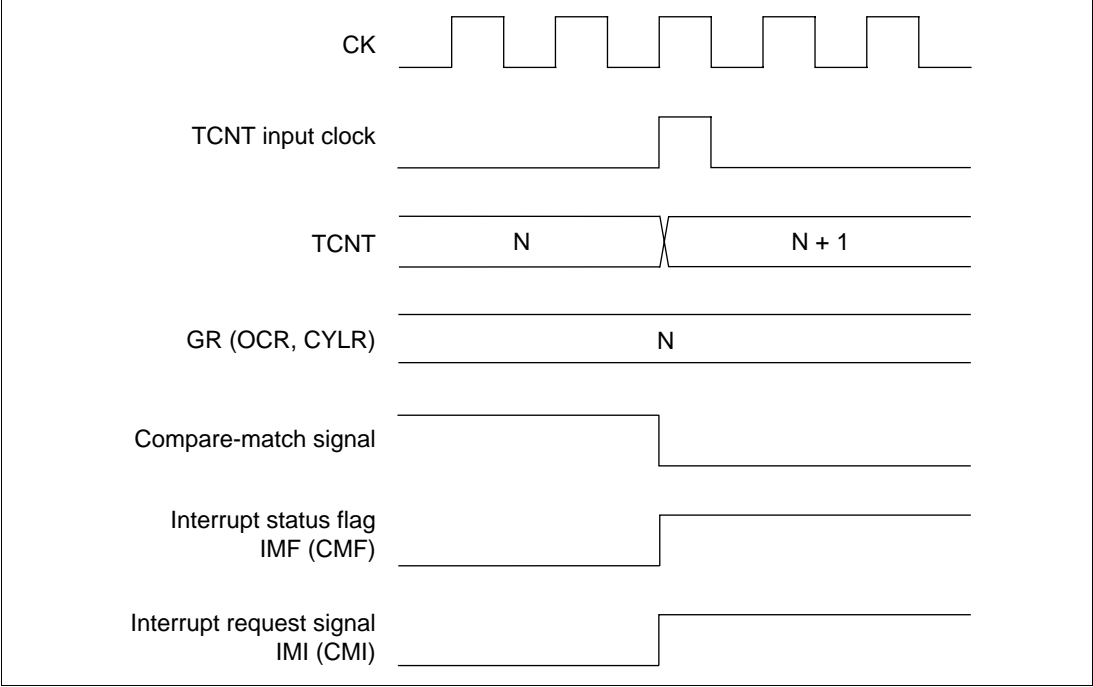 CK
TCNT input clock
TCNT
N
N + 1
GR (OCR, CYLR)
N
Compare-match signal
Interrupt status flag
IMF (CMF)
Interrupt request signal
IMI (CMI)